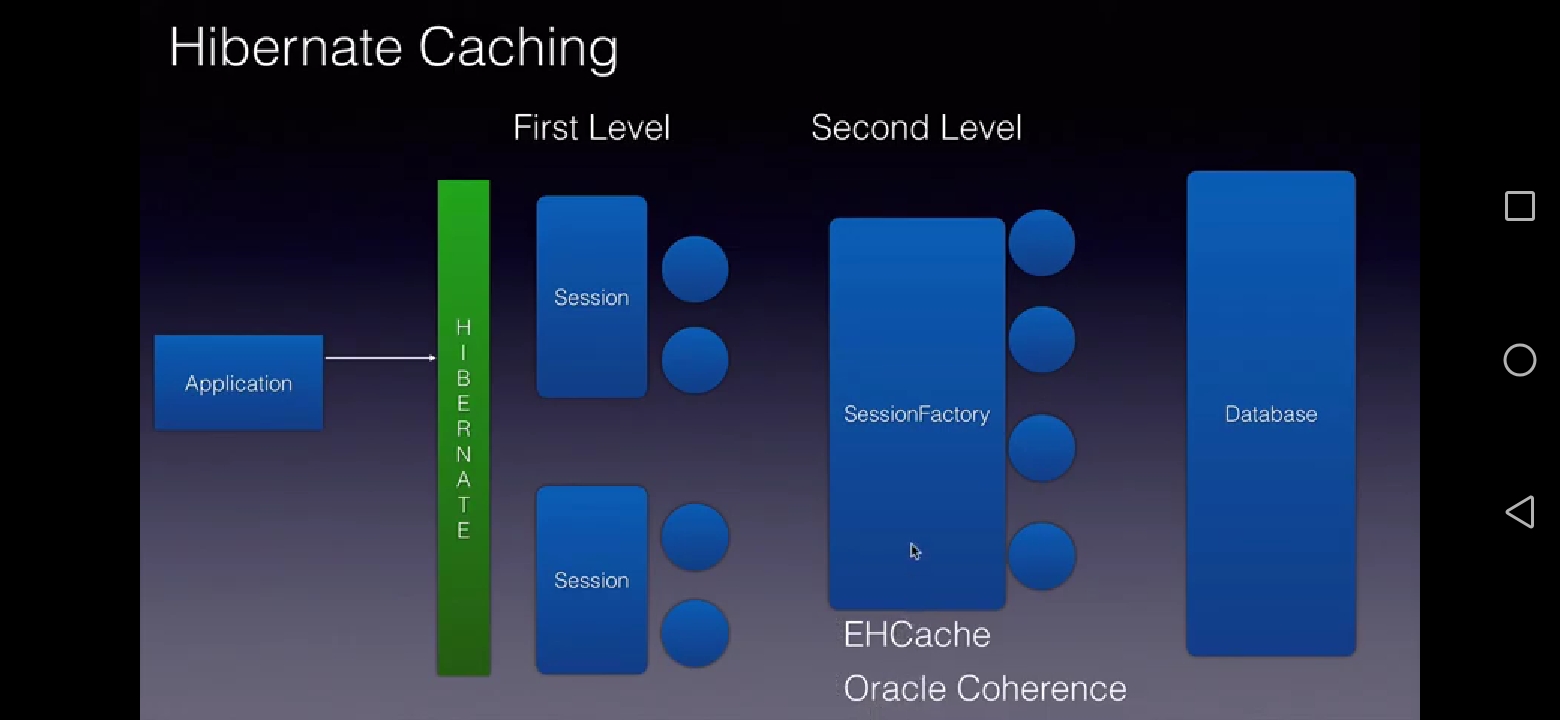 Hibernate Caching
First Level
Second Level
Application
HIBERNATE
Session
Session
SessionFactory
EHCache
Oracle Coherence
Database